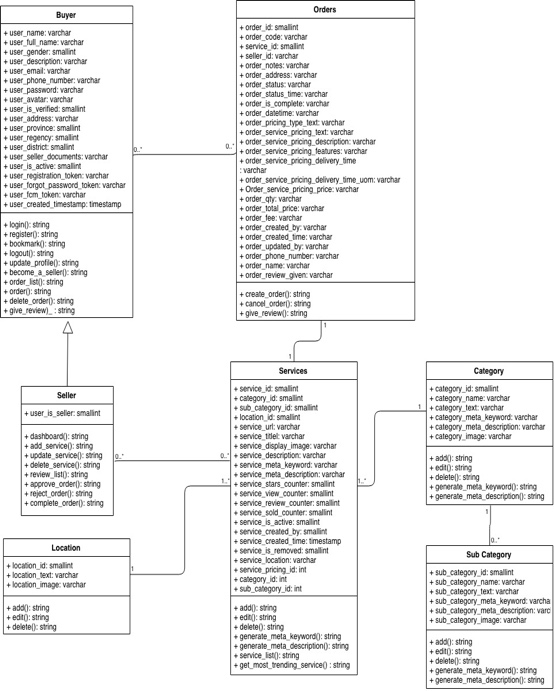 Buyer
+ user_name: varchar
+ user_full_name: varchar
+ user_gender: smallint
+ user_description: varchar
+ user_email: varchar
+ user_phone_number: varchar
+ user_password: varchar
+ user_avatar: varchar
+ user_is_verified: smallint
+ user_address: varchar
+ user_province: smallint
+ user_regency: smallint
+ user_district: smallint
+ user_seller_documents: varchar
+ user_is_active: smallint
+ user_registration_token: varchar
+ user_forgot_password_token: varchar
+ user_fcm_token: varchar
+ user_created_timestamp: timestamp
+ login(): string
+ register(): string
+ bookmark(): string
+ logout(): string
+ update_profile(): string
+ become_a_seller(): string
+ order_list(): string
+ order(): string
+ delete_order(): string
+ give_review)_ : string
0..*
0..*
Orders
+ order_id: smallint
+ order_code: varchar
+ service_id: smallint
+ seller_id: varchar
+ order_notes: varchar
+ order_address: varchar
+ order_status: varchar
+ order_status_time: varchar
+ order_is_complete: varchar
+ order_datetime: varchar
+ order_pricing_type_text: varchar
+ order_service_pricing_text: varchar
+ order_service_pricing_description: varchar
+ order_service_pricing_features: varchar
+ order_service_pricing_delivery_time
: varchar
+ order_service_pricing_delivery_time_uom: varchar
+ Order_service_pricing_price: varchar
+ order_qty: varchar
+ order_total_price: varchar
+ order_fee: varchar
+ order_created_by: varchar
+ order_created_time: varchar
+ order_updated_by: varchar
+ order_phone_number: varchar
+ order_name: varchar
+ order_review_given: varchar
+ create_order(): string
+ cancel_order(): string
+ give_review(): string
1
1
Seller
+ user_is_seller: smallint
+ dashboard(): string
+ add_service(): string
+ update_service(): string
+ delete_service(): string
+ review_list(): string
+ approve_order(): string
+ reject_order(): string
+ complete_order(): string
0..*
0..*
Services
+ service_id: smallint
+ category_id: smallint
+ sub_category_id: smallint
+ location_id: smallint
+ service_url: varchar
+ service_titlel: varchar
+ service_display_image: varchar
+ service_description: varchar
+ service_meta_keyword: varchar
+ service_meta_description: varchar
+ service_stars_counter: smallint
+ service_view_counter: smallint
+ service_review_counter: smallint
+ service_sold_counter: smallint
+ service_is_active: smallint
+ service_created_by: smallint
+ service_created_time: timestamp
+ service_is_removed: smallint
+ service_location: varchar
+ service_pricing_id: int
+ category_id: int
+ sub_category_id: int
+ add(): string
+ edit(): string
+ delete(): string
+ generate_meta_keyword(): string
+ generate_meta_description(): string
+ service_list(): string
+ get_most_trending_service() : string
1..*
1..*
1
Category
+ category_id: smallint
+ category_name: varchar
+ category_text: varchar
+ category_meta_keyword: varchar
+ category_meta_description: varchar
+ category_image: varchar
+ add(): string
+ edit(): string
+ delete(): string
+ generate_meta_keyword(): string
+ generate_meta_description(): string
1
0..*
Location
+ location_id: smallint
+ location_text: varchar
+ location_image: varchar
+ add(): string
+ edit(): string
+ delete(): string
1
Sub Category
+ sub_category_id: smallint
+ sub_category_name: varchar
+ sub_category_text: varchar
+ sub_category_meta_keyword: varcha
+ sub_category_meta_description: varc
+ sub_category_image: varchar
+ add(): string
+ edit(): string
+ delete(): string
+ generate_meta_keyword(): string
+ generate_meta_description(): string